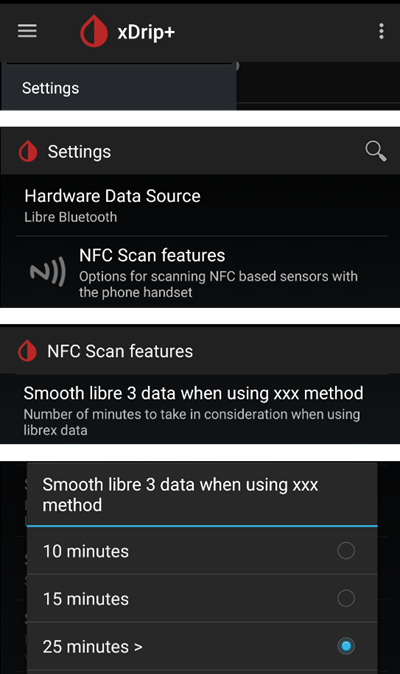 xDrip+
Settings
Settings
Hardware Data Source
Libre Bluetooth
NFC Scan features
Options for scanning NFC based sensors with
the phone handset
NFC Scan features
Smooth libre 3 data when using xxx method
Number of minutes to take in consideration when using
librex data
Smooth libre 3 data when using xxx
method
10 minutes
15 minutes
25 minutes >